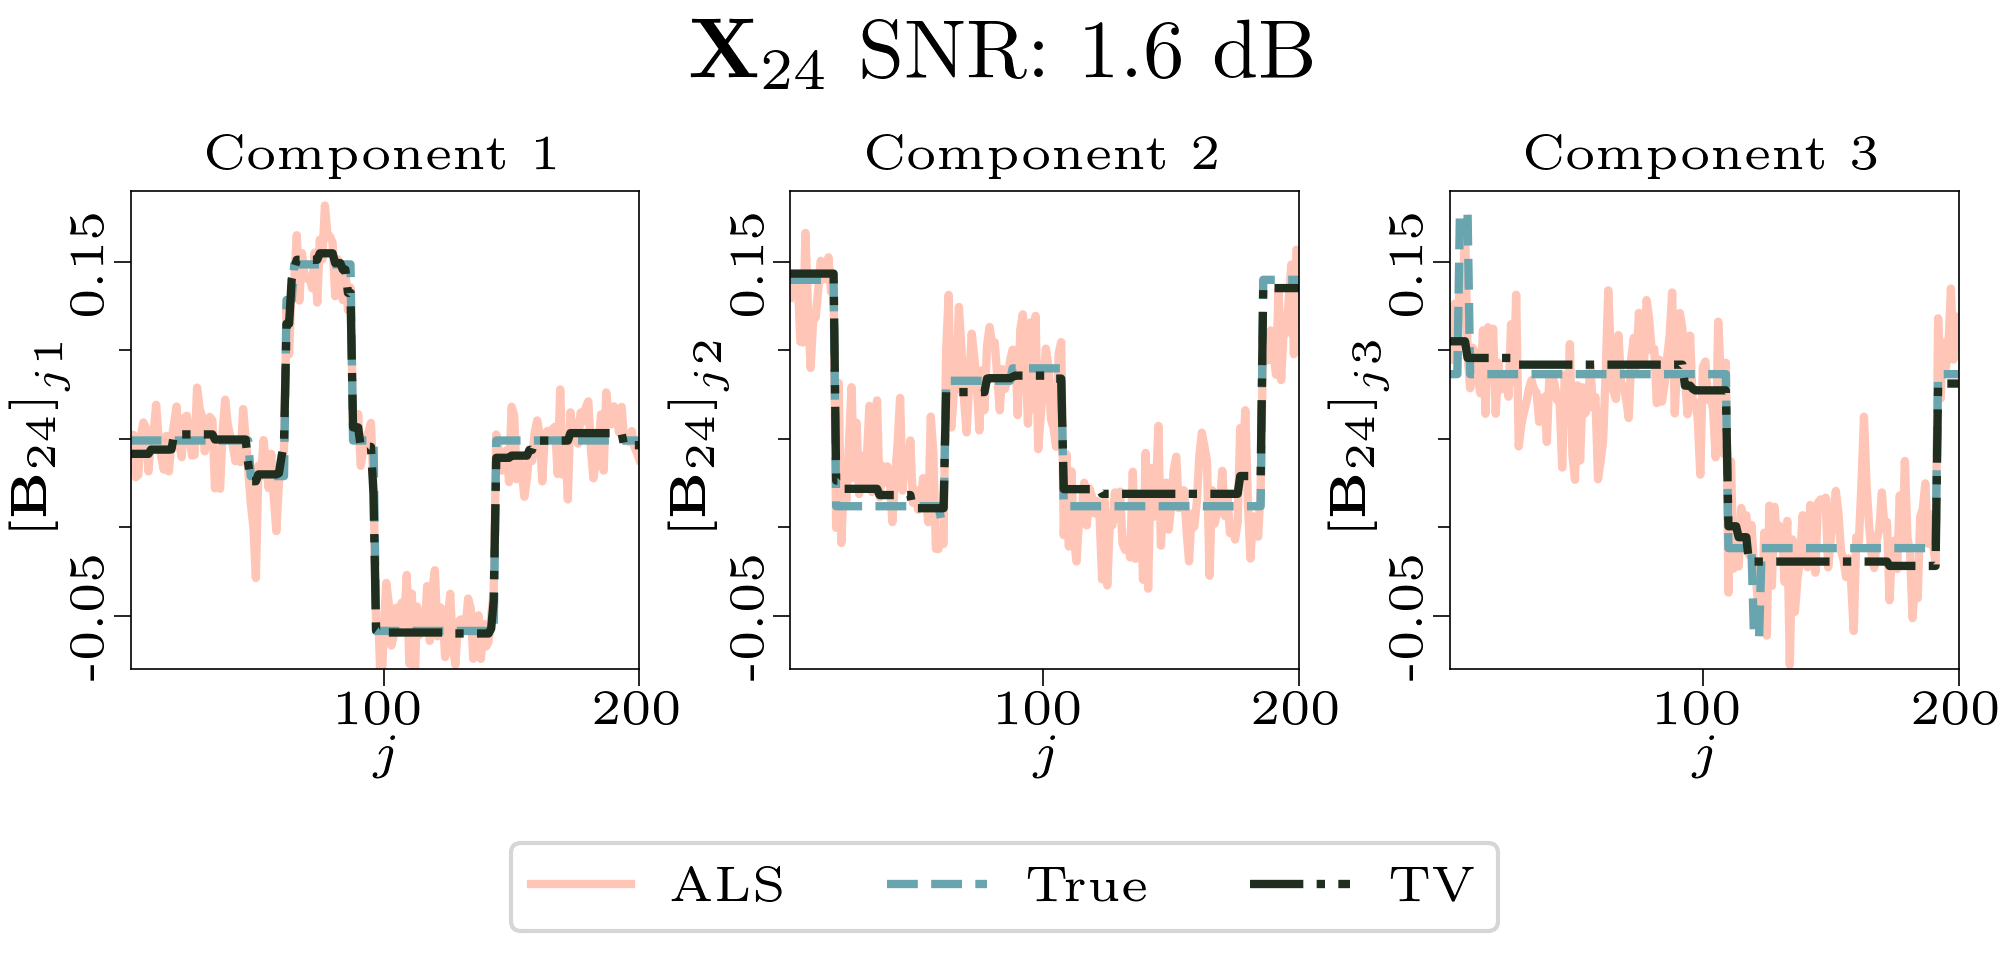 X₂₄ SNR: 1.6 dB
Component 1
Component 2
Component 3
[B₂₄]ⱼ₁
0.15
-0.05
100
200
j
[B₂₄]ⱼ₂
0.15
-0.05
100
200
j
[B₂₄]ⱼ₃
0.15
-0.05
100
200
j
ALS True TV